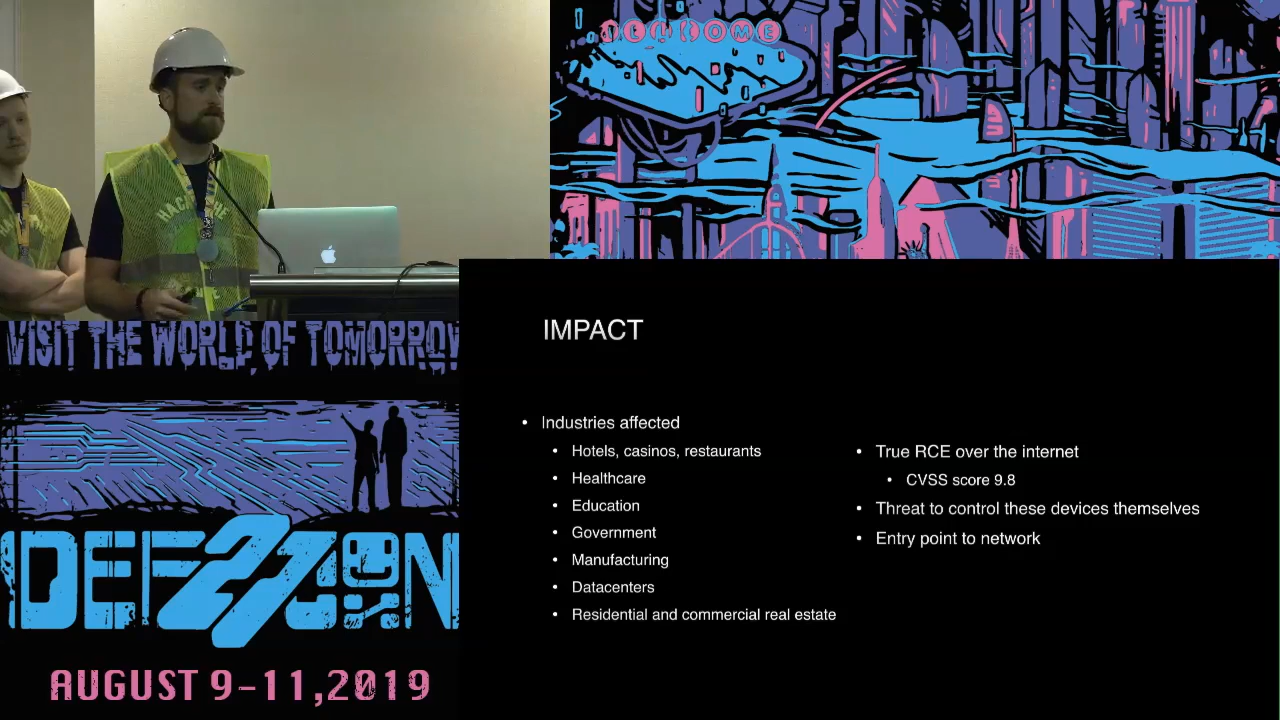 WELCOME
VISIT THE WORLD OF TOMORROW
DEF CON 27
AUGUST 9-11,2019
IMPACT
• Industries affected
• Hotels, casinos, restaurants
• Healthcare
• Education
• Government
• Manufacturing
• Datacenters
• Residential and commercial real estate
• True RCE over the internet
• CVSS score 9.8
• Threat to control these devices themselves
• Entry point to network